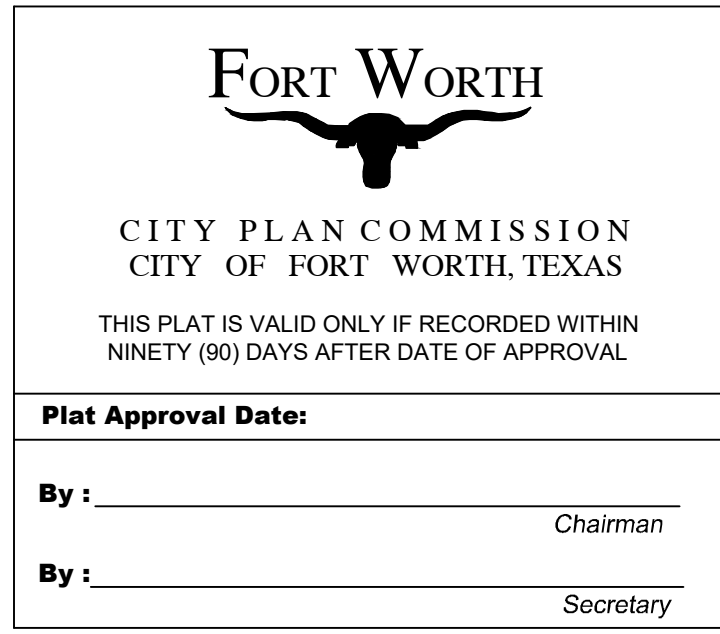 FORT WORTH
CITY PLAN COMMISSION
CITY OF FORT WORTH, TEXAS
THIS PLAT IS VALID ONLY IF RECORDED WITHIN
NINETY (90) DAYS AFTER DATE OF APPROVAL
Plat Approval Date:
By :
Chairman
By :
Secretary